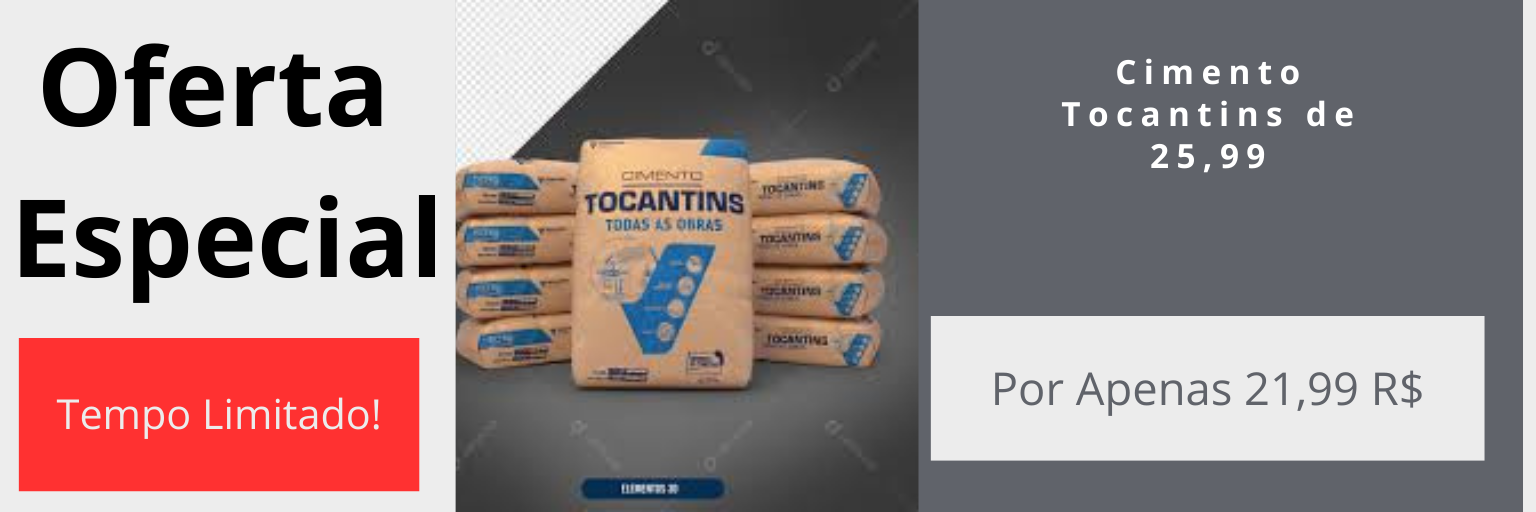 Oferta
Especial
Tempo Limitado!
CIMENTO
TOCANTINS
TODAS AS OBRAS
TOCANTINS
TOCANTINS
TOCANTINS
TOCANTINS
ELEMENTOS 3D
Cimento
Tocantins de
25,99
Por Apenas 21,99 R$